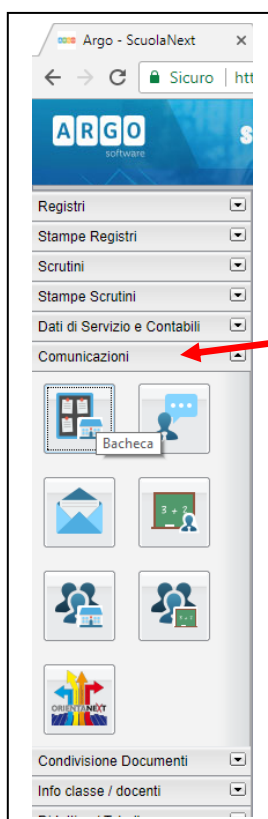 Argo - ScuolaNext
Sicuro | htt
ARGO
software
S
Registri
Stampe Registri
Scrutini
Stampe Scrutini
Dati di Servizio e Contabili
Comunicazioni
Bacheca
3 + 2
ORIENTANEXT
Condivisione Documenti
Info classe / docenti